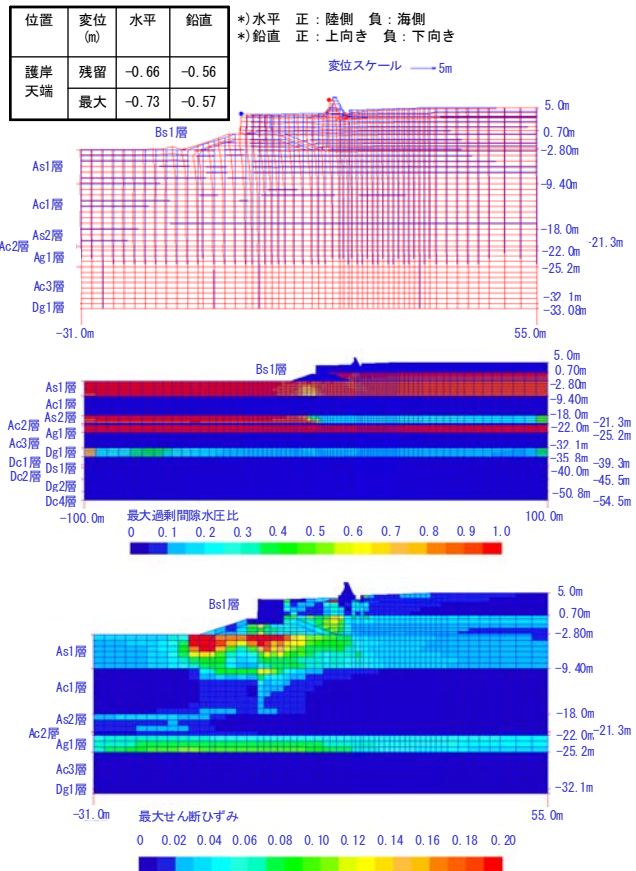 位置 変位(m) 水平 鉛直
護岸天端 残留 -0.66 -0.56
最大 -0.73 -0.57
*)水平 正:陸側 負:海側
*)鉛直 正:上向き 負:下向き
変位スケール 5m
Bs1層
As1層
Ac1層
As2層
Ac2層
Ag1層
Ac3層
Dg1層
5.0m
0.70m
-2.80m
-9.40m
-18.0m
-21.3m
-22.0m
-25.2m
-32.1m
-33.08m
-31.0m
55.0m
Bs1層
As1層
Ac1層
As2層
Ac2層
Ag1層
Ac3層
Dg1層
Dc1層
Ds1層
Dc2層
Dg2層
Dc4層
5.0m
0.70m
-2.80m
-9.40m
-18.0m
-21.3m
-22.0m
-25.2m
-32.1m
-35.8m
-39.3m
-40.0m
-45.5m
-50.8m
-54.5m
-100.0m
100.0m
最大過剰間隙水圧比
0 0.1 0.2 0.3 0.4 0.5 0.6 0.7 0.8 0.9 1.0
Bs1層
As1層
Ac1層
As2層
Ac2層
Ag1層
Ac3層
Dg1層
5.0m
0.70m
-2.80m
-9.40m
-18.0m
-21.3m
-22.0m
-25.2m
-32.1m
-31.0m
55.0m
最大せん断ひずみ
0 0.02 0.04 0.06 0.08 0.10 0.12 0.14 0.16 0.18 0.20